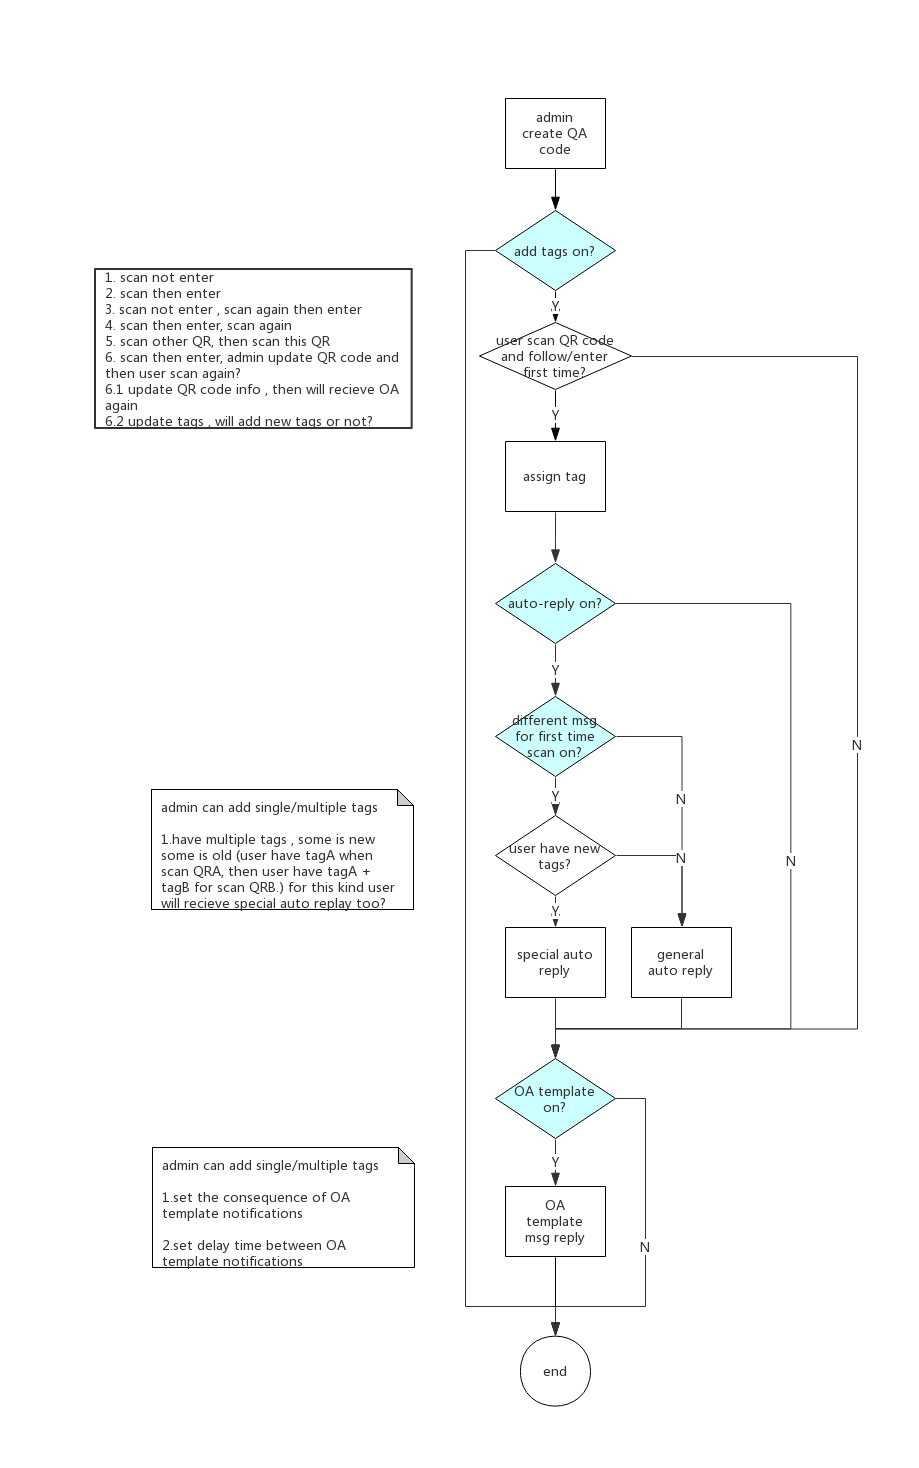 admin
create QA
code
add tags on?
Y
1. scan not enter
2. scan then enter
3. scan not enter , scan again then enter
4. scan then enter, scan again
5. scan other QR, then scan this QR
6. scan then enter, admin update QR code and
then user scan again?
6.1 update QR code info , then will recieve OA
again
6.2 update tags , will add new tags or not?
user scan QR code
and follow/enter
first time?
Y
assign tag
auto-reply on?
Y
different msg
for first time
scan on?
N
Y
N
admin can add single/multiple tags
1.have multiple tags , some is new
some is old (user have tagA when
scan QRA, then user have tagA +
tagB for scan QRB.) for this kind user
will recieve special auto replay too?
user have new
tags?
N
N
Y
special auto
reply
general
auto reply
OA template
on?
Y
admin can add single/multiple tags
1.set the consequence of OA
template notifications
2.set delay time between OA
template notifications
OA
template
msg reply
N
end